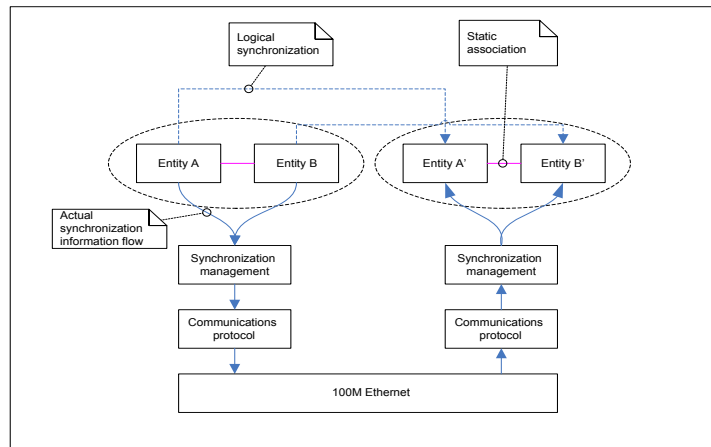 Logical
synchronization
Static
association
Entity A
Entity B
Entity A’
Entity B’
Actual
synchronization
information flow
Synchronization
management
Synchronization
management
Communications
protocol
Communications
protocol
100M Ethernet